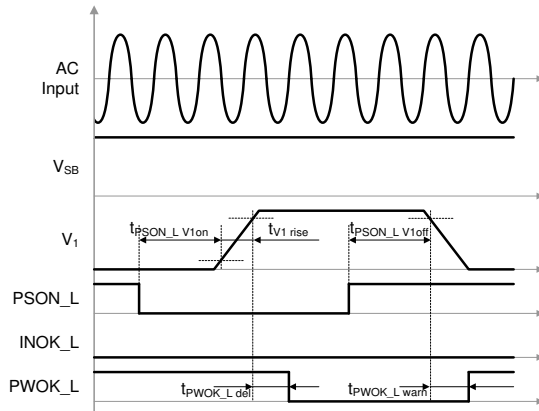 AC
Input
VSB
tPSON_L V1on
tV1 rise
tPSON_L V1off
V1
PSON_L
INOK_L
PWOK_L
tPWOK_L del
tPWOK_L warn